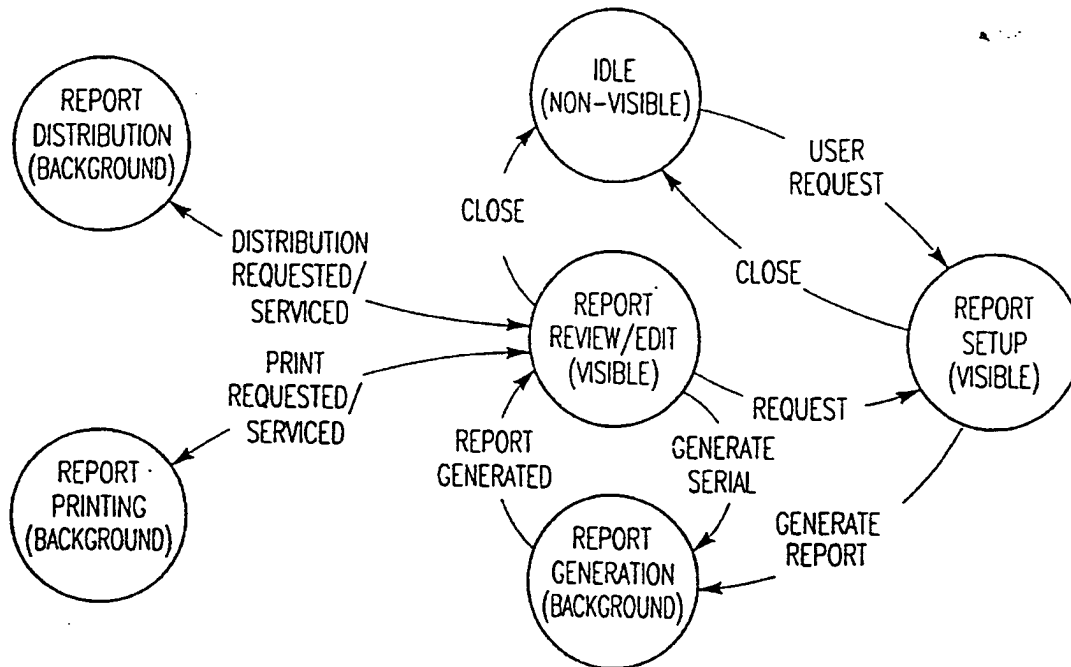 REPORT
DISTRIBUTION
(BACKGROUND)
IDLE
(NON-VISIBLE)
USER
REQUEST
CLOSE
DISTRIBUTION
REQUESTED/
SERVICED
CLOSE
REPORT
REVIEW/EDIT
(VISIBLE)
REPORT
SETUP
(VISIBLE)
PRINT
REQUESTED/
SERVICED
REQUEST
REPORT
GENERATED
GENERATE
SERIAL
REPORT
PRINTING
(BACKGROUND)
GENERATE
REPORT
REPORT
GENERATION
(BACKGROUND)